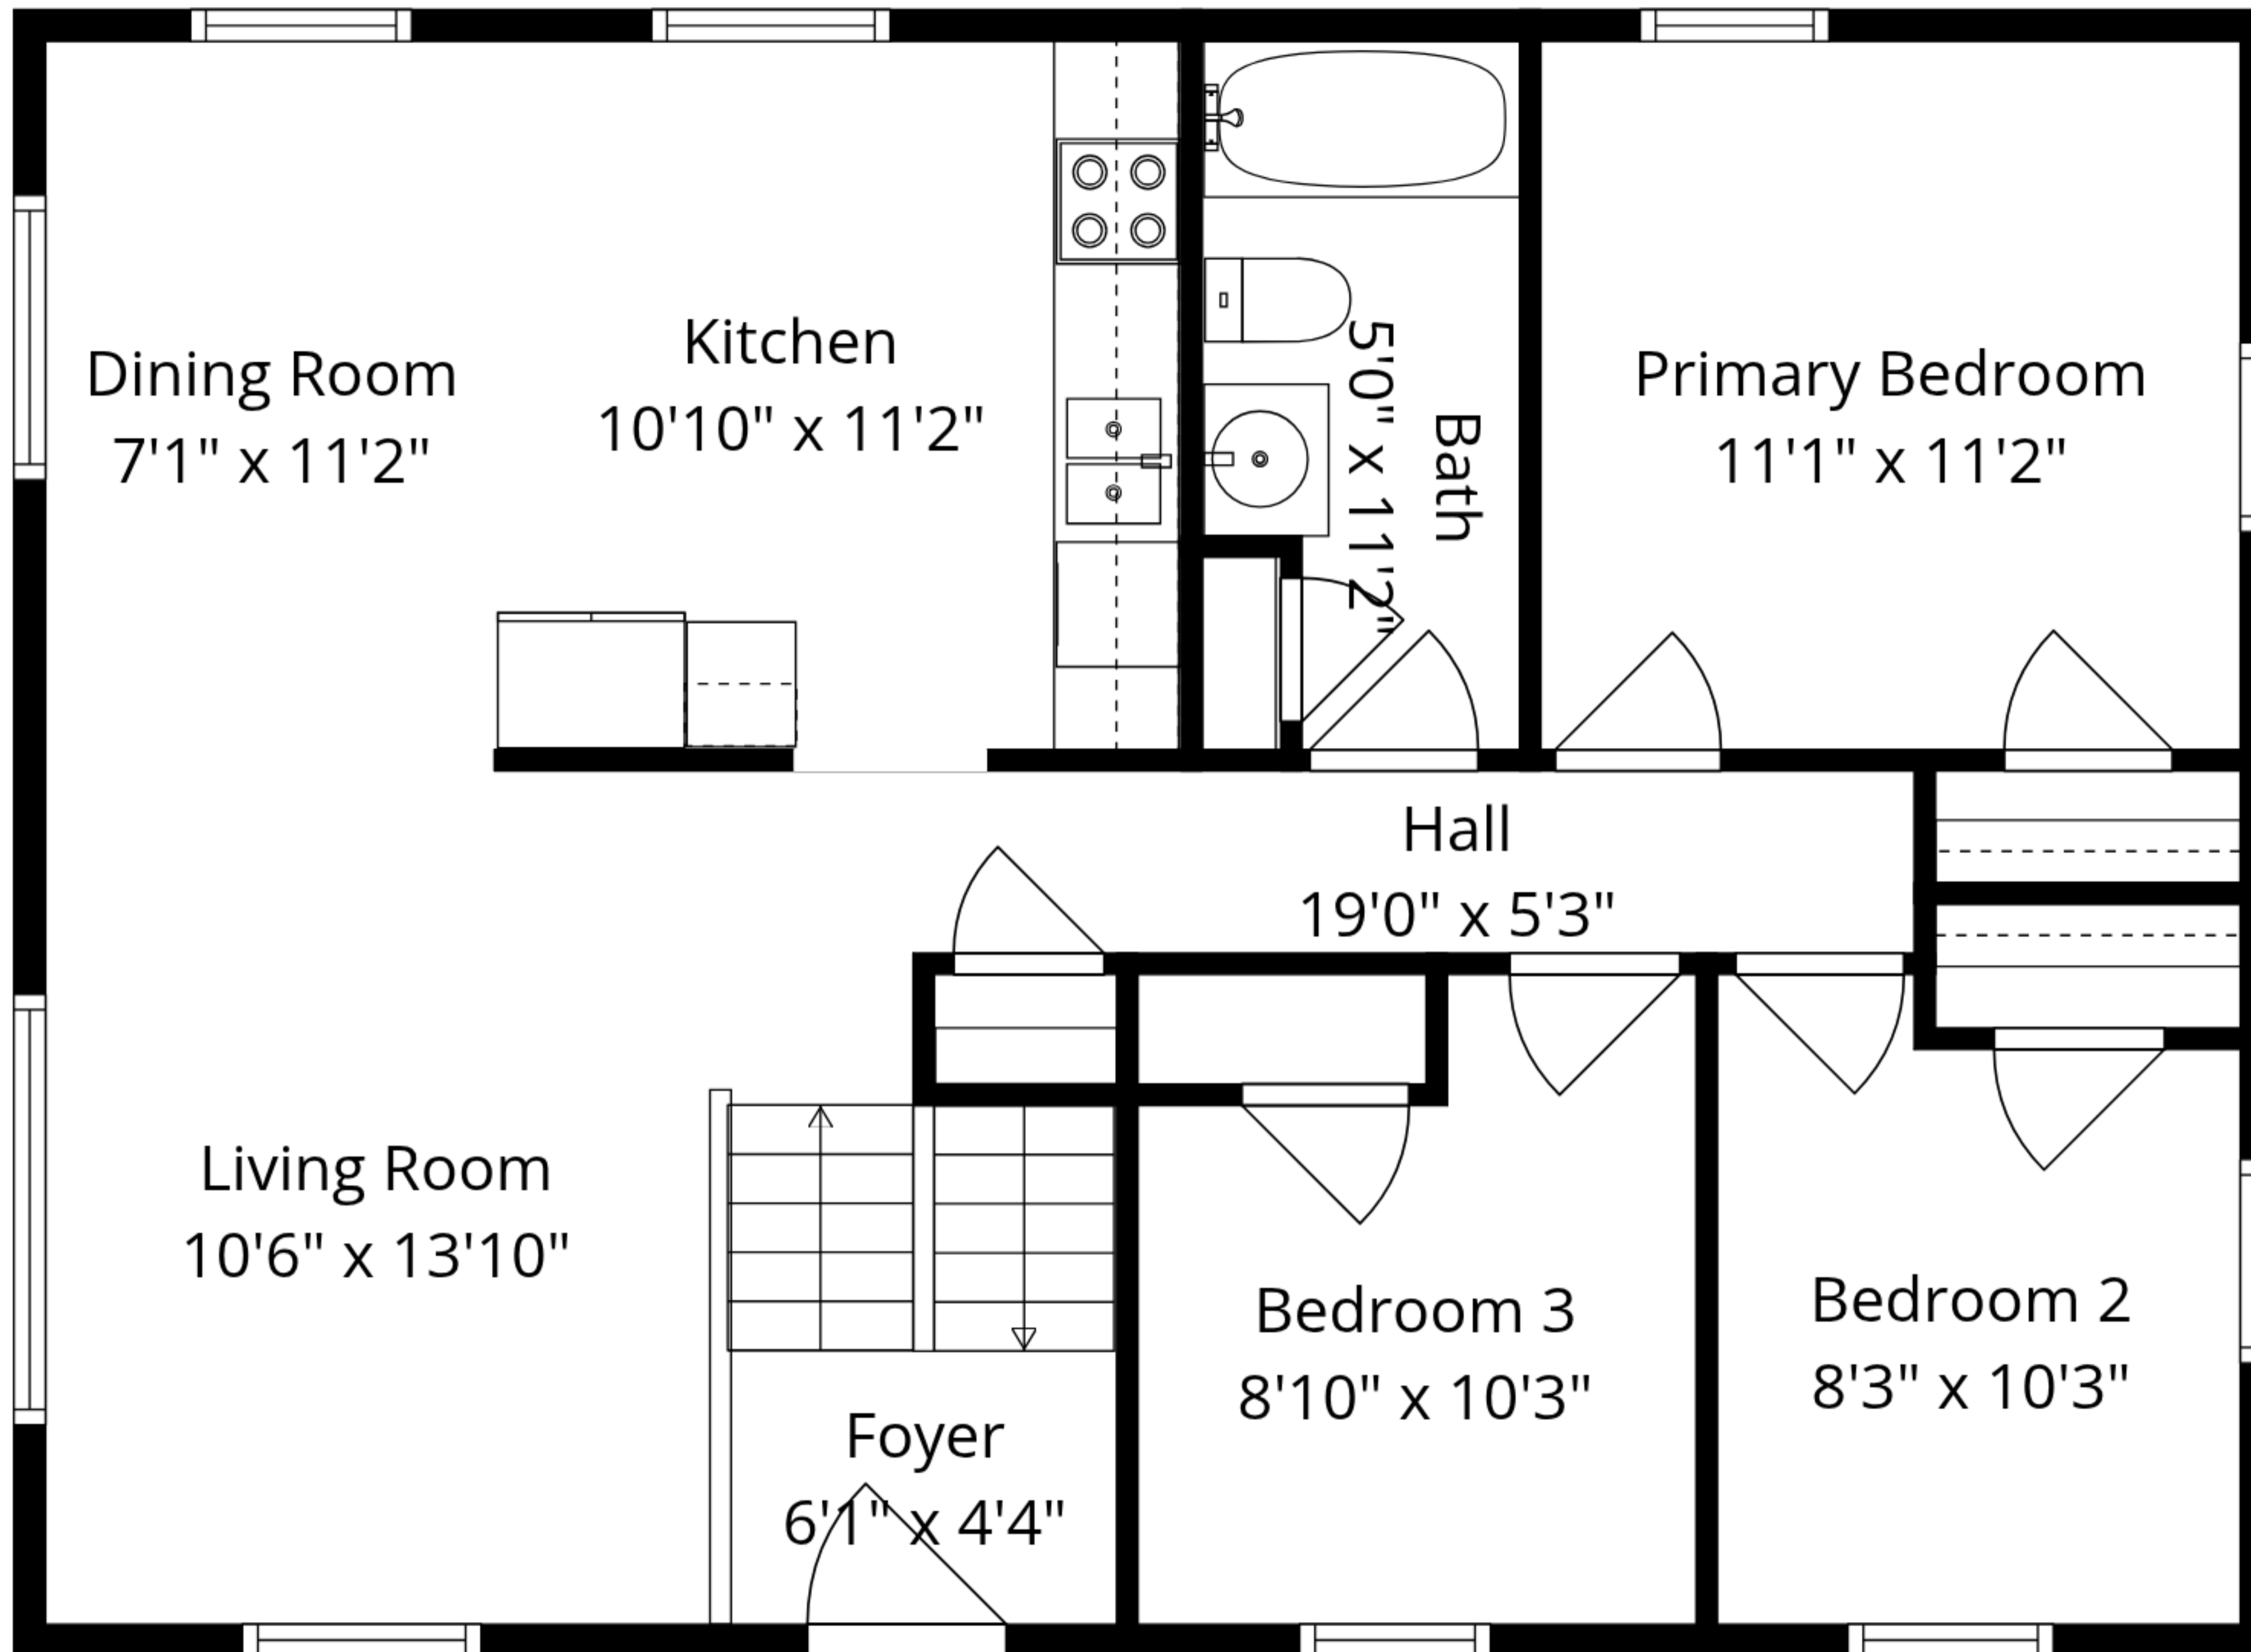 Kitchen
10'10" x 11'2"
Dining Room
7'1" x 11'2"
Bath
5'0" x 11'2"
Primary Bedroom
11'1" x 11'2"
Hall
19'0" x 5'3"
Living Room
10'6" x 13'10"
Foyer
6'1" x 4'4"
Bedroom 3
8'10" x 10'3"
Bedroom 2
8'3" x 10'3"